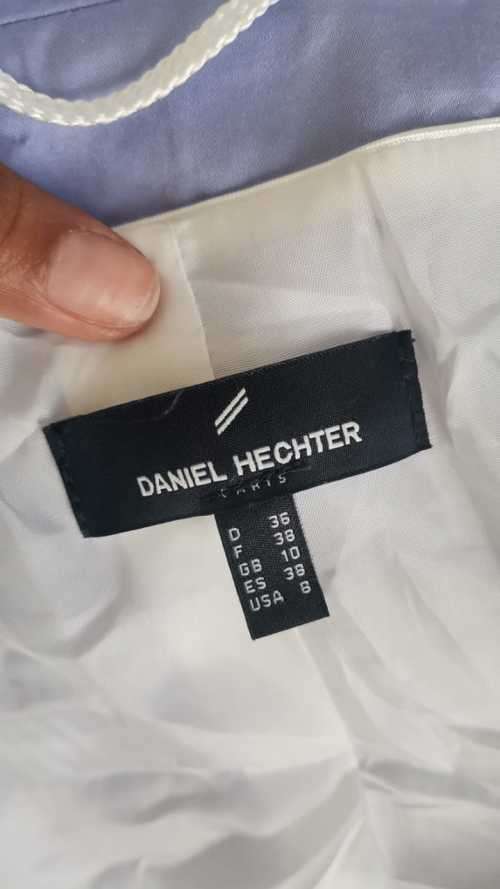 DANIEL HECHTER
PARIS
D 36
F 38
GB 10
ES 38
USA 8